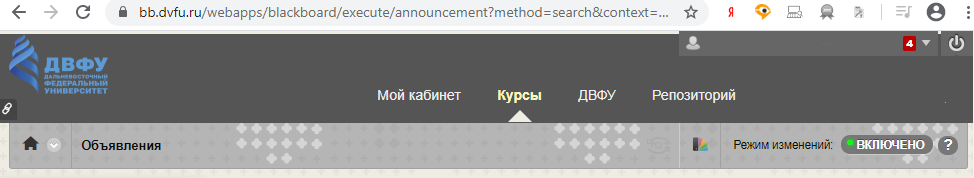 bb.dvfu.ru/webapps/blackboard/execute/announcement?method=search&context=...
Я
4
ДВФУ
ДАЛЬНЕВОСТОЧНЫЙ
ФЕДЕРАЛЬНЫЙ
УНИВЕРСИТЕТ
Мой кабинет Курсы ДВФУ Репозиторий
Объявления Режим изменений: ВКЛЮЧЕНО ?